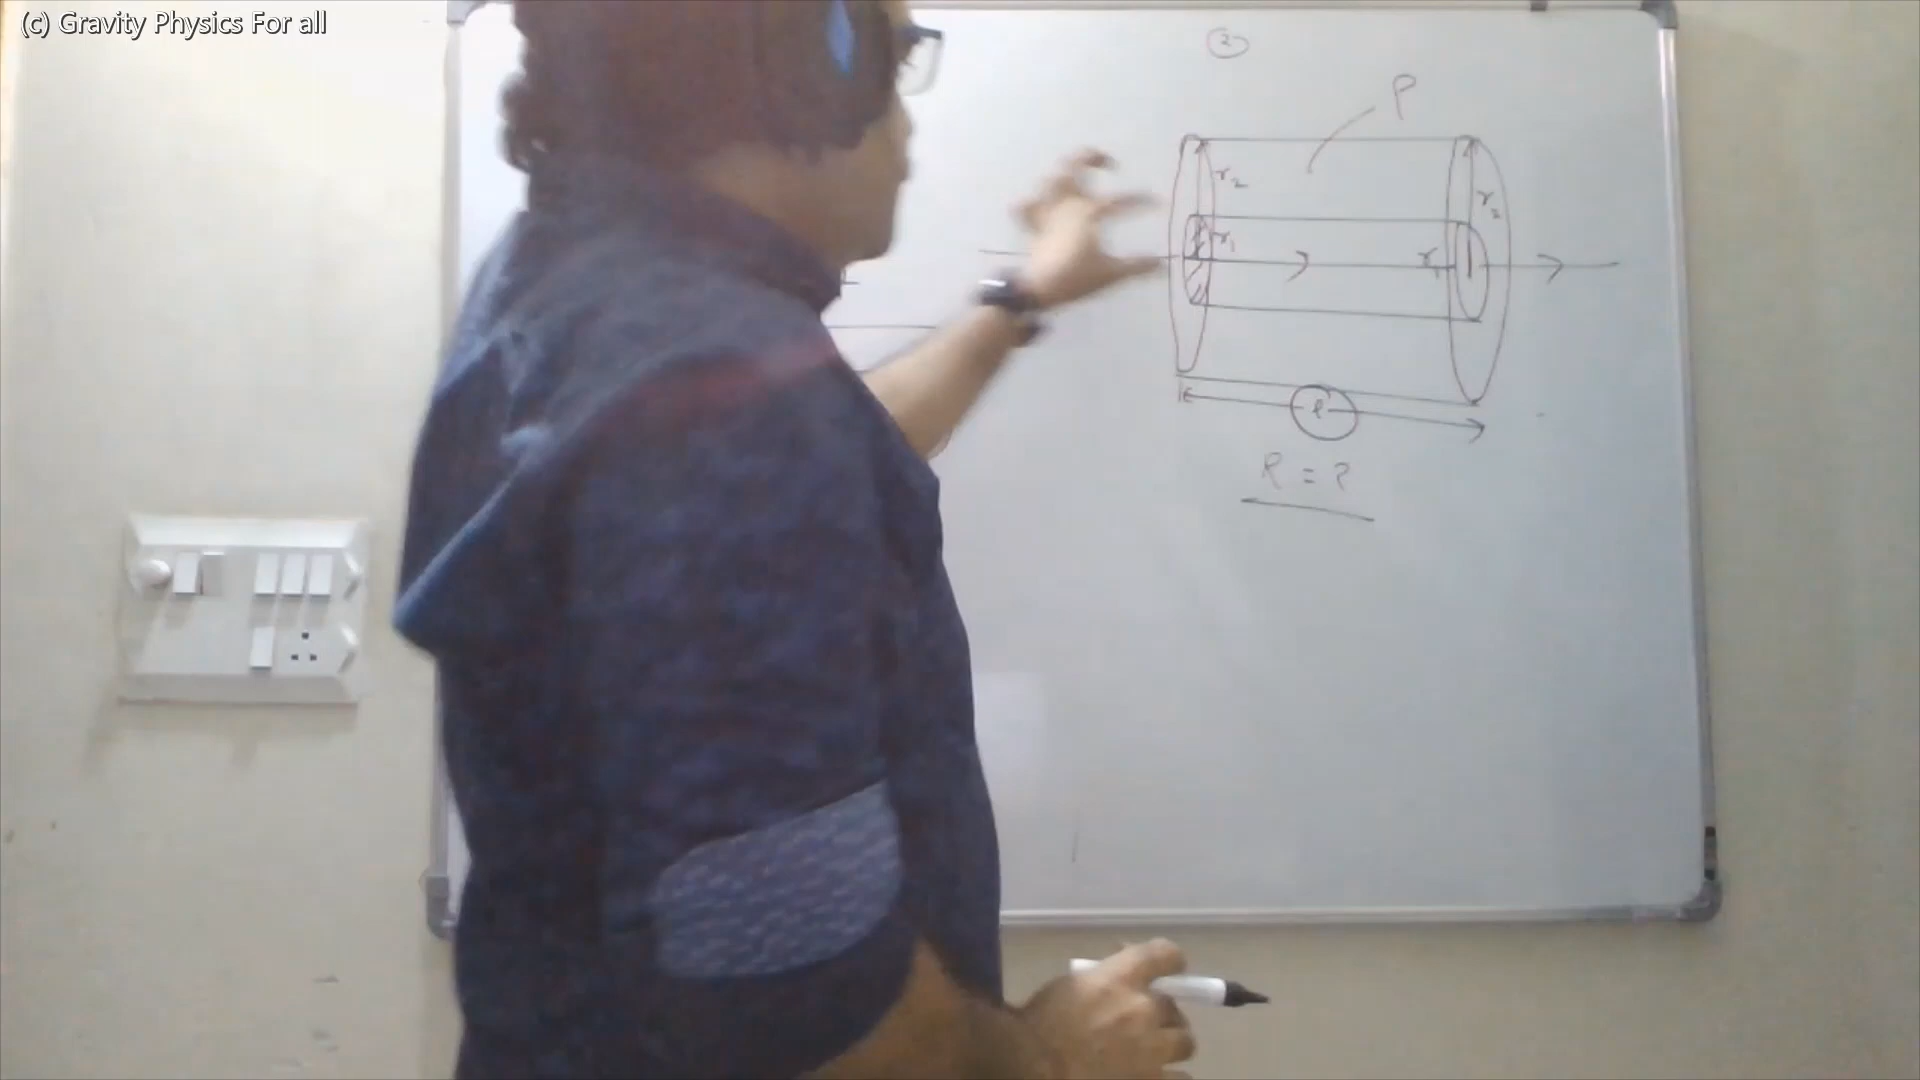 (c) Gravity Physics For all
2
ρ
r₂
r₂
r₁
r₁
ℓ
R = ?